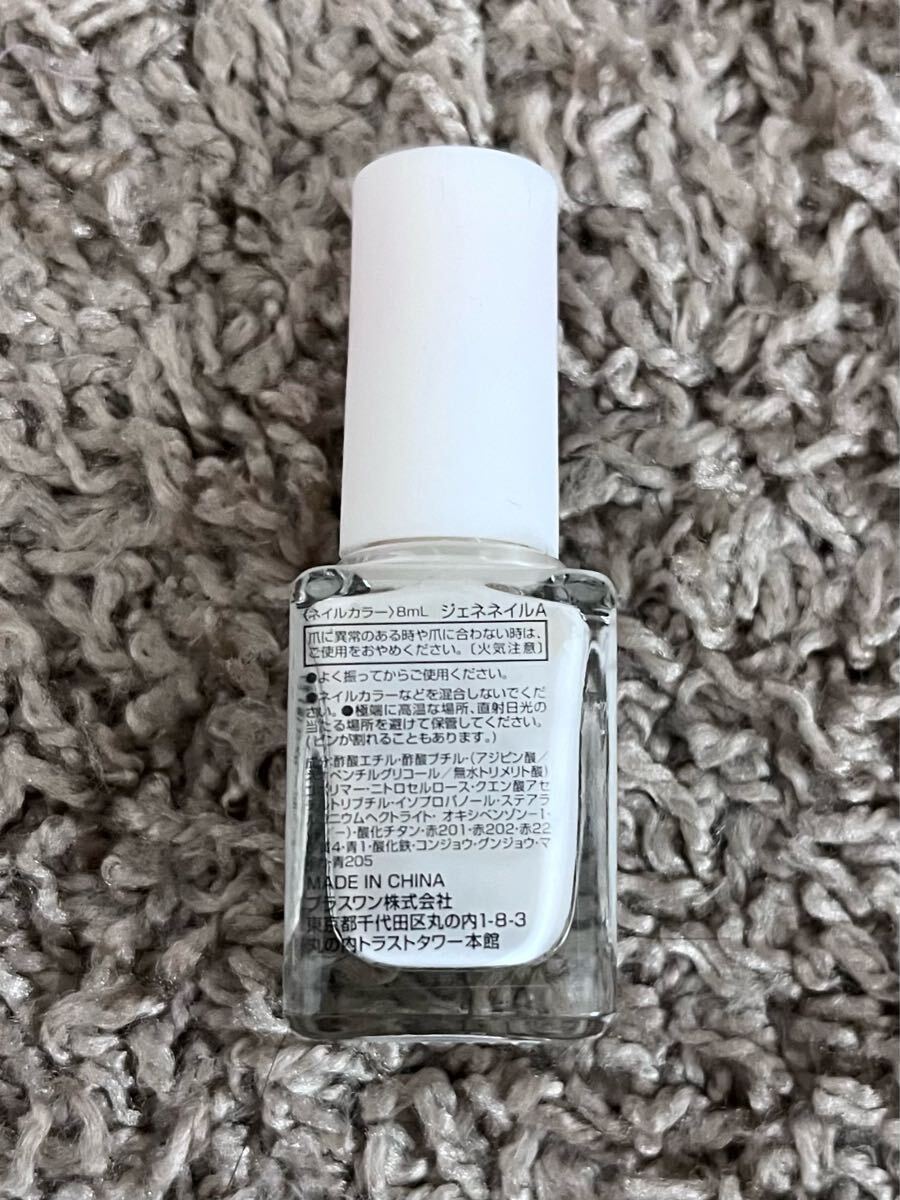 〈ネイルカラー〉8mL ジェネネイルA
爪に異常のある時や爪に合わない時は、
ご使用をおやめください。〔火気注意〕
●よく振ってからご使用ください。
●ネイルカラーなどを混合しないでくだ
さい。●極端に高温な場所、直射日光の
当たる場所を避けて保管してください。
(ビンが割れることもあります。)
成分:酢酸エチル・酢酸ブチル・(アジピン酸/
ネオペンチルグリコール/無水トリメリト酸)
コポリマー・ニトロセルロース・クエン酸アセ
チルトリブチル・イソプロパノール・ステアラ
ニウムヘクトライト オキシベンゾン-1・
)・酸化チタン・赤201・赤202・赤22
4・青1・酸化鉄・コンジョウ・グンジョウ・マ
青205
MADE IN CHINA
プラスワン株式会社
東京都千代田区丸の内1-8-3
丸の内トラストタワー本館